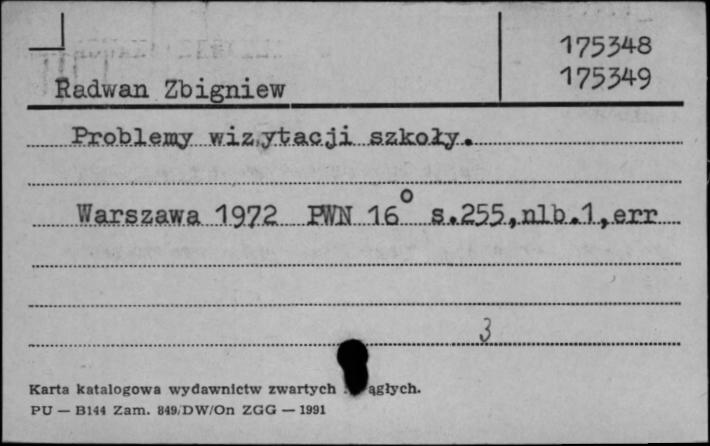 175348
175349
Radwan Zbigniew
Problemy wizytacji szkoły.
Warszawa 1972 PWN 16° s.255,nlb.1,err
3
Karta katalogowa wydawnictw zwartych ągłych.
PU — B144 Zam. 849/DW/On ZGG — 1991